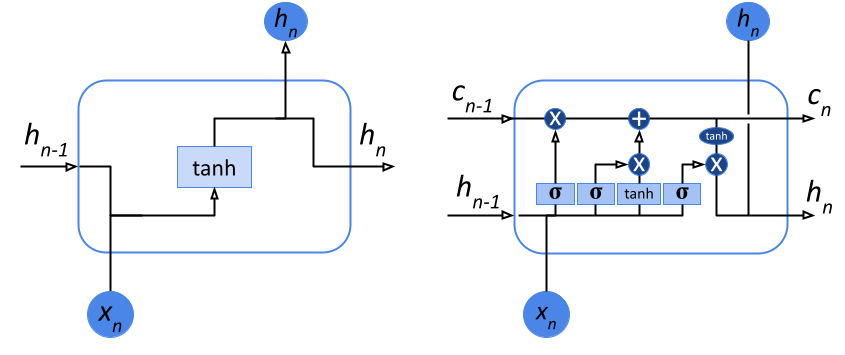 h_n
h_{n-1}
tanh
h_n
x_n
h_n
c_{n-1}
X
+
c_n
tanh
X
X
h_{n-1}
σ
σ
tanh
σ
h_n
x_n